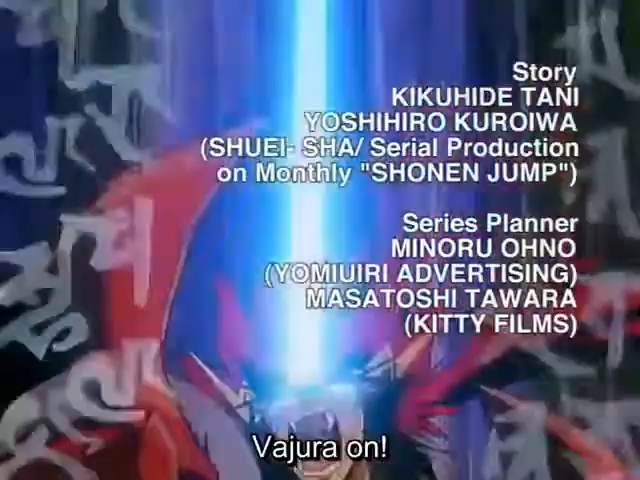 Story
KIKUHIDE TANI
YOSHIHIRO KUROIWA
(SHUEI- SHA/ Serial Production
on Monthly "SHONEN JUMP")
Series Planner
MINORU OHNO
(YOMIUIRI ADVERTISING)
MASATOSHI TAWARA
(KITTY FILMS)
Vajura on!